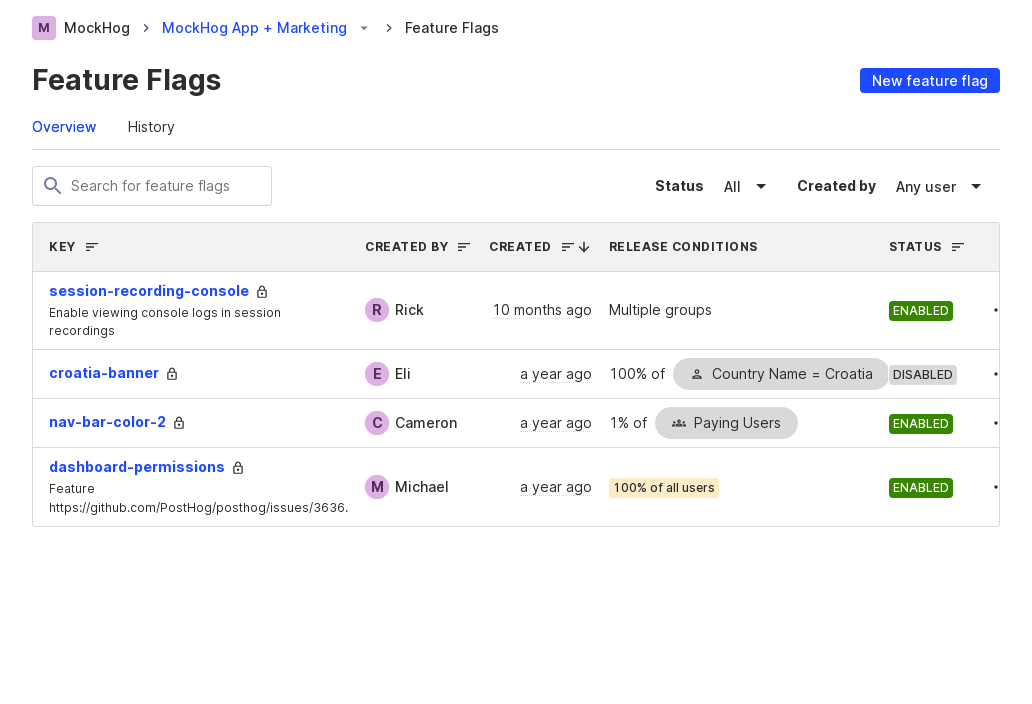 M MockHog MockHog App + Marketing Feature Flags
Feature Flags
New feature flag
Overview History
Search for feature flags
Status All Created by Any user
KEY CREATED BY CREATED RELEASE CONDITIONS STATUS
session-recording-console
Enable viewing console logs in session
recordings
R Rick 10 months ago Multiple groups ENABLED
croatia-banner E Eli a year ago 100% of Country Name = Croatia DISABLED
nav-bar-color-2 C Cameron a year ago 1% of Paying Users ENABLED
dashboard-permissions
Feature
https://github.com/PostHog/posthog/issues/3636.
M Michael a year ago 100% of all users ENABLED